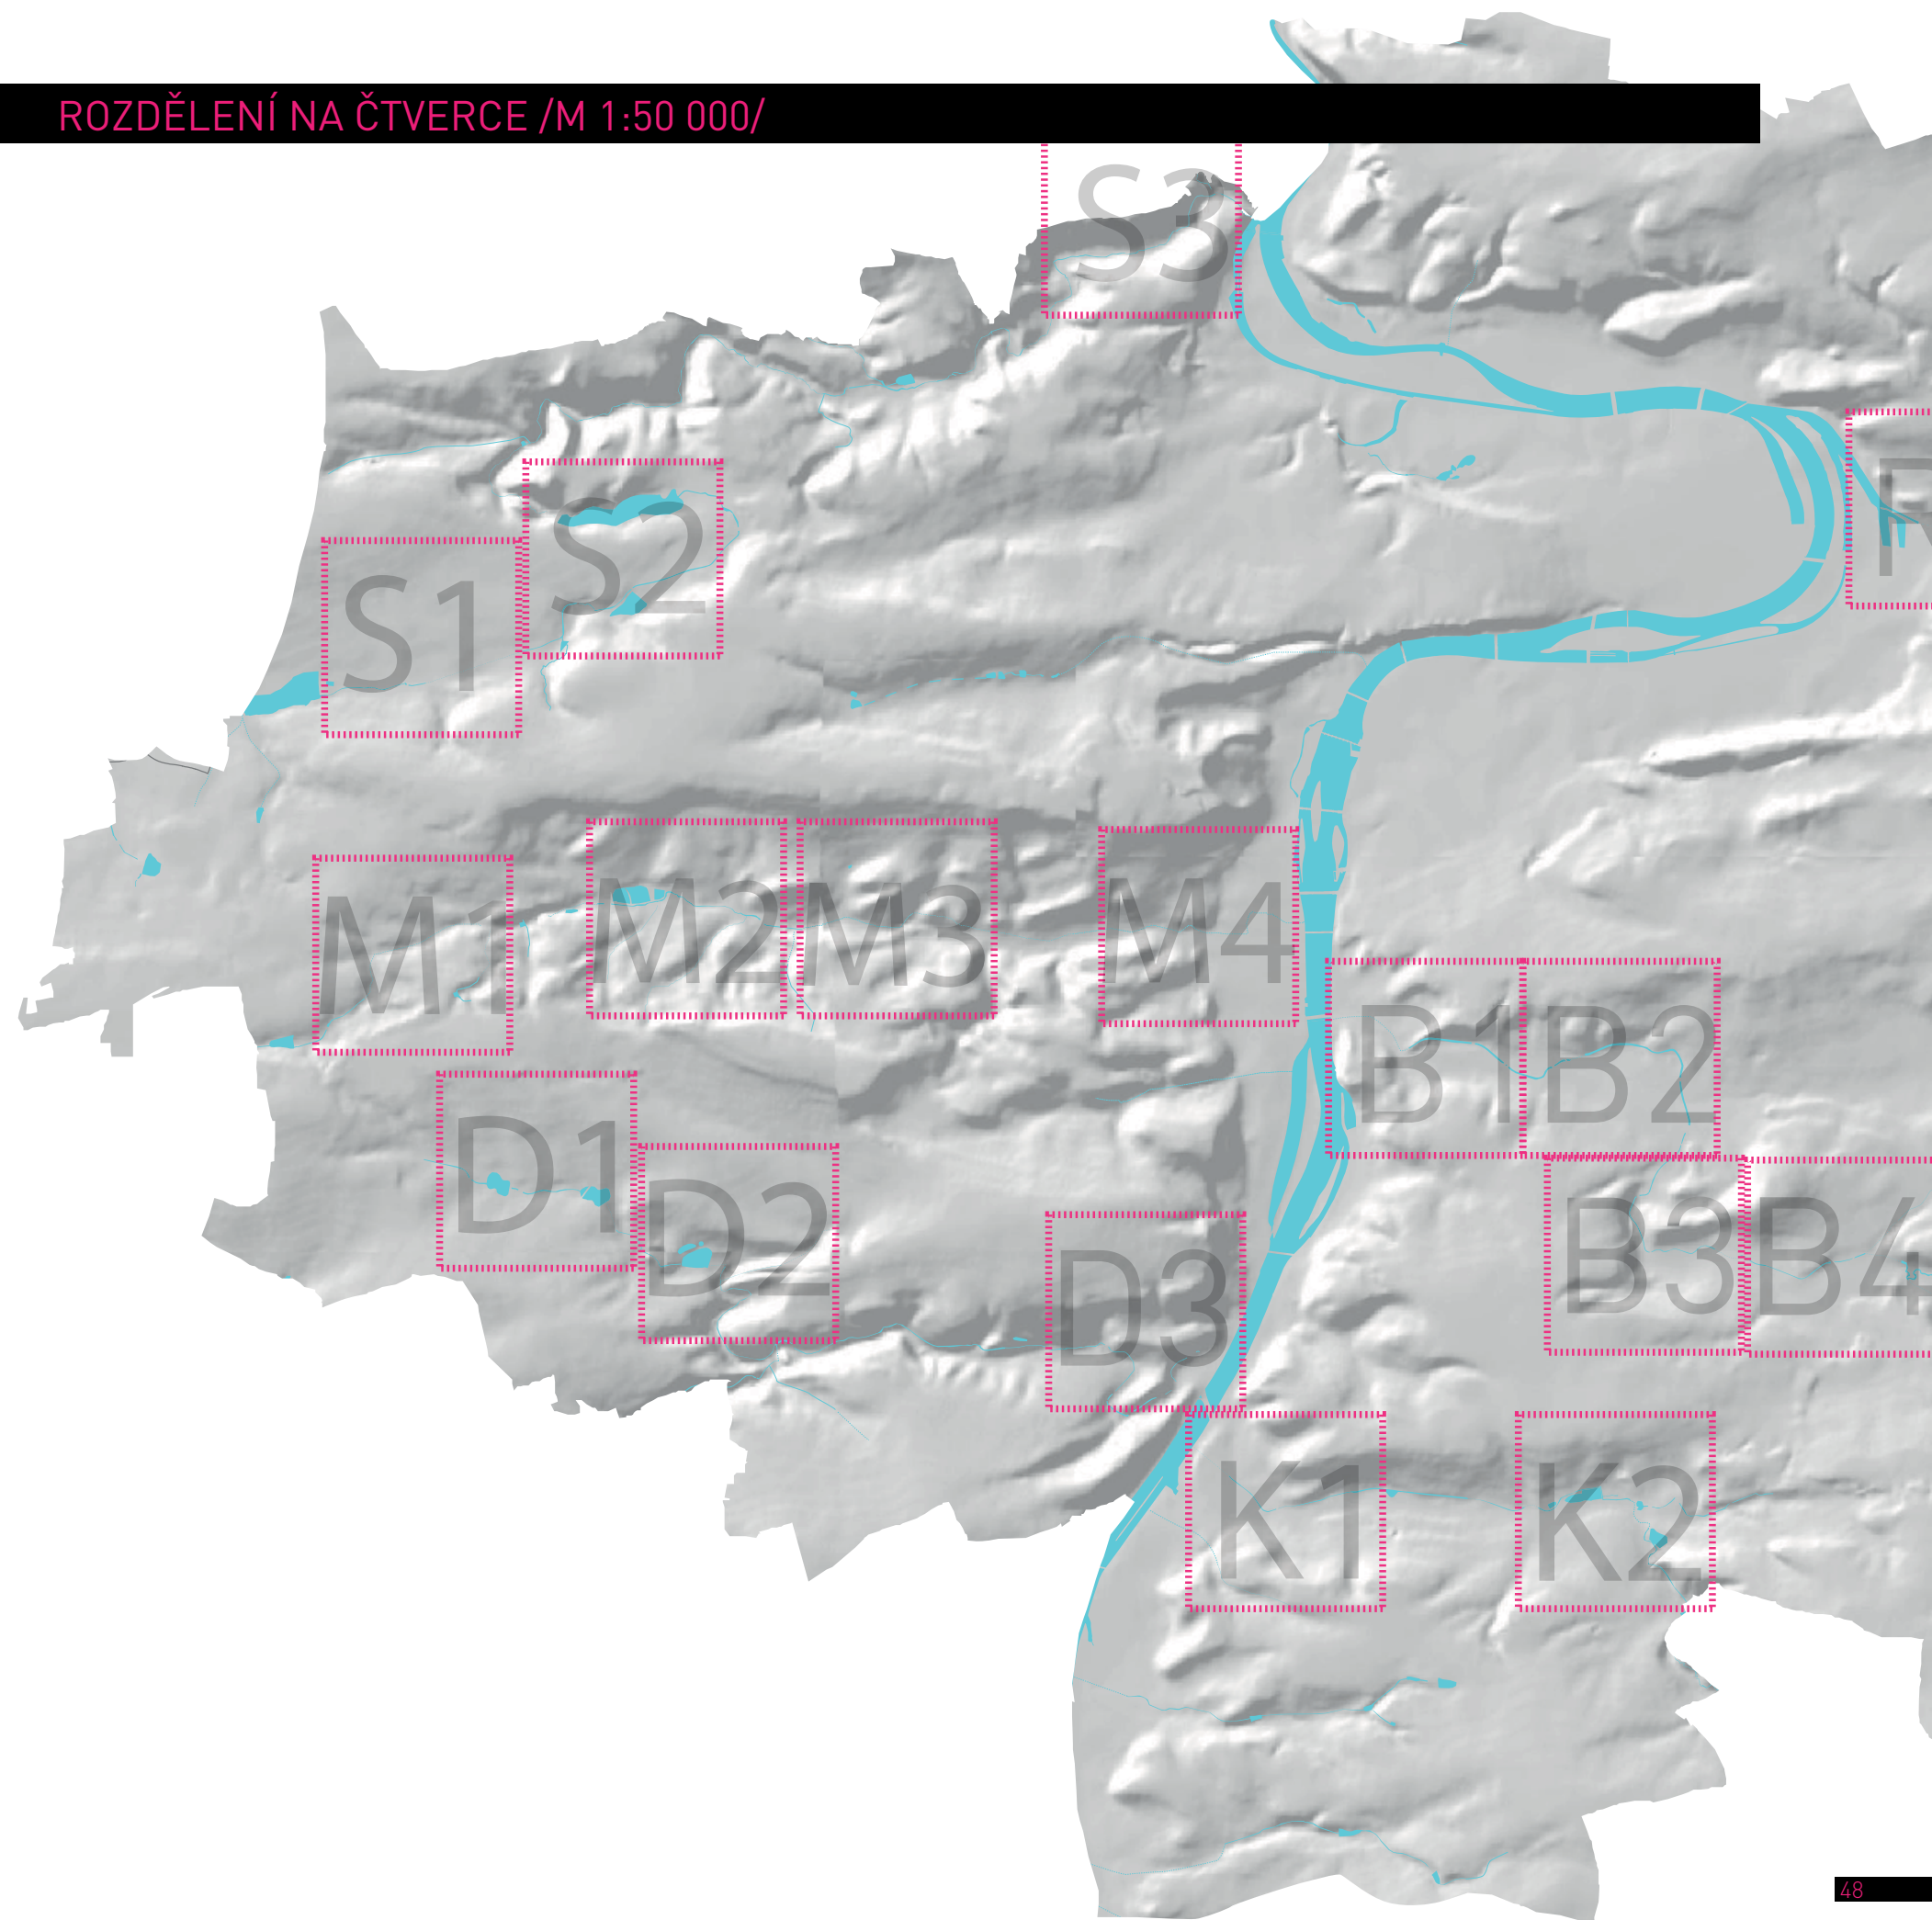 ROZDĚLENÍ NA ČTVERCE /M 1:50 000/
S3
S2
S1
M1
M2
M3
M4
B1
B2
D1
D2
D3
B3
B4
K1
K2
48